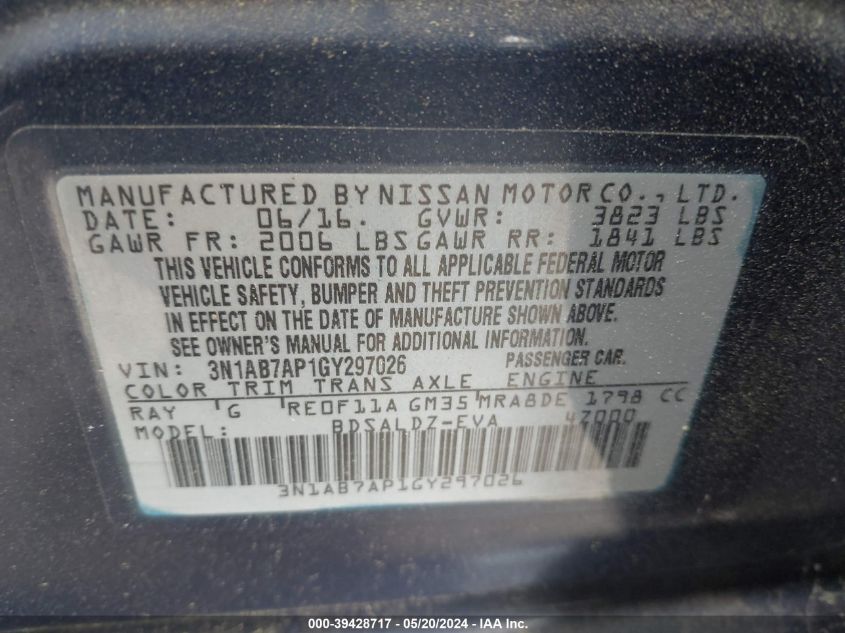 MANUFACTURED BY NISSAN MOTOR CO., LTD.
DATE: 06/16. GVWR: 3823 LBS
GAWR FR: 2006 LBS GAWR RR: 1841 LBS
THIS VEHICLE CONFORMS TO ALL APPLICABLE FEDERAL MOTOR
VEHICLE SAFETY, BUMPER AND THEFT PREVENTION STANDARDS
IN EFFECT ON THE DATE OF MANUFACTURE SHOWN ABOVE.
SEE OWNER'S MANUAL FOR ADDITIONAL INFORMATION.
VIN: 3N1AB7AP1GY297026 PASSENGER CAR.
COLOR TRIM TRANS AXLE ENGINE
RAY G RE0F11A GM35 MRA8DE 1798 CC
MODEL: BDSALDZ-EVA 4Z000
3N1AB7AP1GY297026
000-39428717 — 05/20/2024 — IAA, Inc.